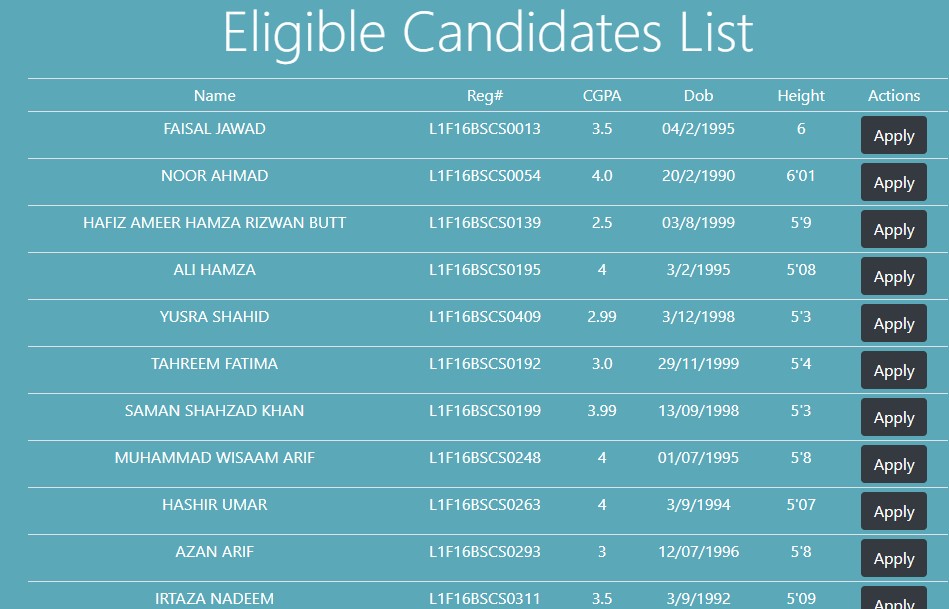 Eligible Candidates List
Name Reg# CGPA Dob Height Actions
FAISAL JAWAD L1F16BSCS0013 3.5 04/2/1995 6 Apply
NOOR AHMAD L1F16BSCS0054 4.0 20/2/1990 6'01 Apply
HAFIZ AMEER HAMZA RIZWAN BUTT L1F16BSCS0139 2.5 03/8/1999 5'9 Apply
ALI HAMZA L1F16BSCS0195 4 3/2/1995 5'08 Apply
YUSRA SHAHID L1F16BSCS0409 2.99 3/12/1998 5'3 Apply
TAHREEM FATIMA L1F16BSCS0192 3.0 29/11/1999 5'4 Apply
SAMAN SHAHZAD KHAN L1F16BSCS0199 3.99 13/09/1998 5'3 Apply
MUHAMMAD WISAAM ARIF L1F16BSCS0248 4 01/07/1995 5'8 Apply
HASHIR UMAR L1F16BSCS0263 4 3/9/1994 5'07 Apply
AZAN ARIF L1F16BSCS0293 3 12/07/1996 5'8 Apply
IRTAZA NADEEM L1F16BSCS0311 3.5 3/9/1992 5'09 Apply